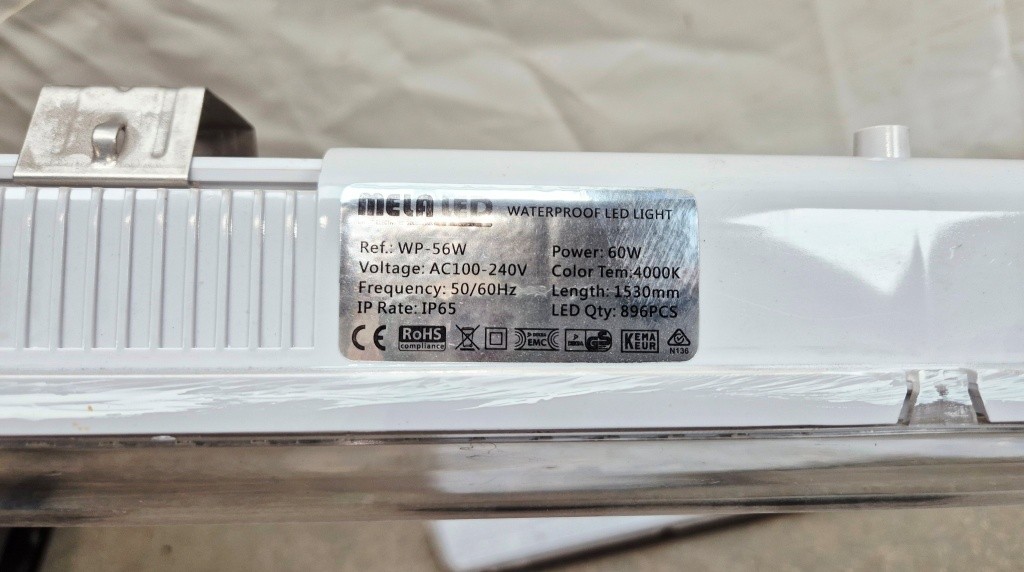 MELA LED WATERPROOF LED LIGHT
Ref.: WP-56W
Voltage: AC100-240V
Frequency: 50/60Hz
IP Rate: IP65
Power: 60W
Color Tem:4000K
Length: 1530mm
LED Qty: 896PCS
CE
RoHS
compliance
EMC
GS
KEMA
KEUR
N136